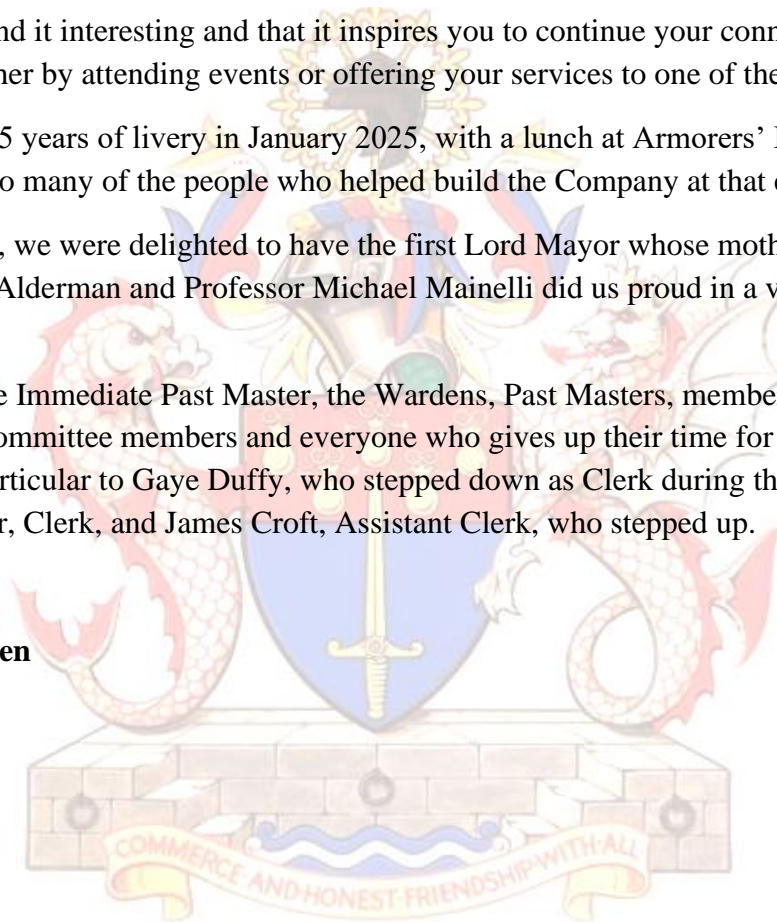 nd it interesting and that it inspires you to continue your conn
her by attending events or offering your services to one of the
5 years of livery in January 2025, with a lunch at Armorers’
o many of the people who helped build the Company at that
, we were delighted to have the first Lord Mayor whose moth
Alderman and Professor Michael Mainelli did us proud in a v
e Immediate Past Master, the Wardens, Past Masters, membe
ommittee members and everyone who gives up their time for
rticular to Gaye Duffy, who stepped down as Clerk during th
r, Clerk, and James Croft, Assistant Clerk, who stepped up.
en
COMMERCE AND HONEST FRIENDSHIP WITH ALL